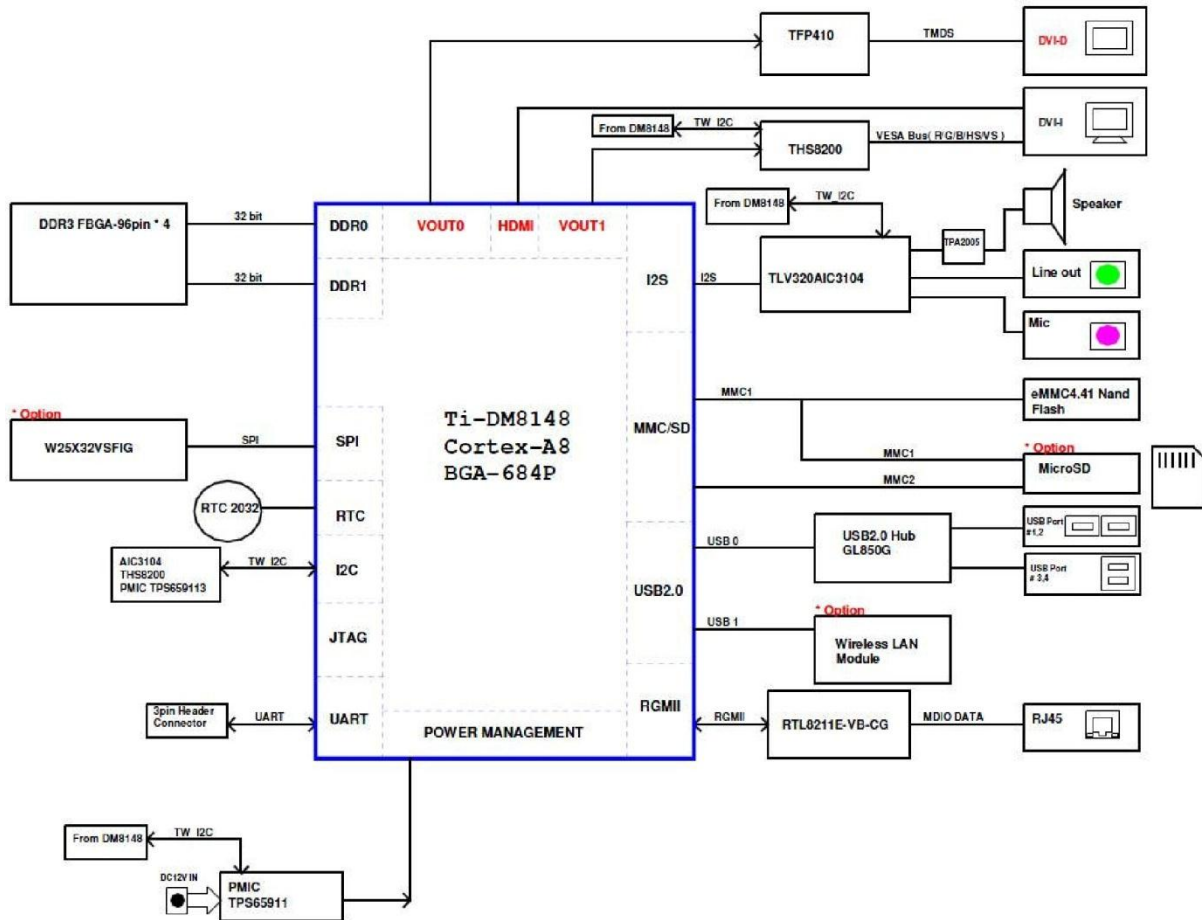 TFP410
TMDS
DVI-D
From DM8148
TW_I2C
THS8200
VESA Bus( R/G/B/HS/VS )
DVI-I
DDR3 FBGA-96pin * 4
32 bit
32 bit
DDR0
DDR1
VOUT0
HDMI
VOUT1
From DM8148
TW_I2C
I2S
I2S
TLV320AIC3104
TPA2005
Speaker
Line out
Mic
Ti-DM8148
Cortex-A8
BGA-684P
MMC/SD
MMC1
eMMC4.41 Nand
Flash
MMC1
MMC2
* Option
MicroSD
* Option
W25X32VSFIG
SPI
SPI
RTC 2032
RTC
AIC3104
THS8200
PMIC TPS659113
TW_I2C
I2C
JTAG
3pin Header
Connector
UART
UART
USB2.0
USB 0
USB2.0 Hub
GL850G
USB Port
#1,2
USB Port
# 3,4
USB 1
* Option
Wireless LAN
Module
RGMII
RGMII
RTL8211E-VB-CG
MDIO DATA
RJ45
POWER MANAGEMENT
From DM8148
TW_I2C
DC12V IN
PMIC
TPS65911